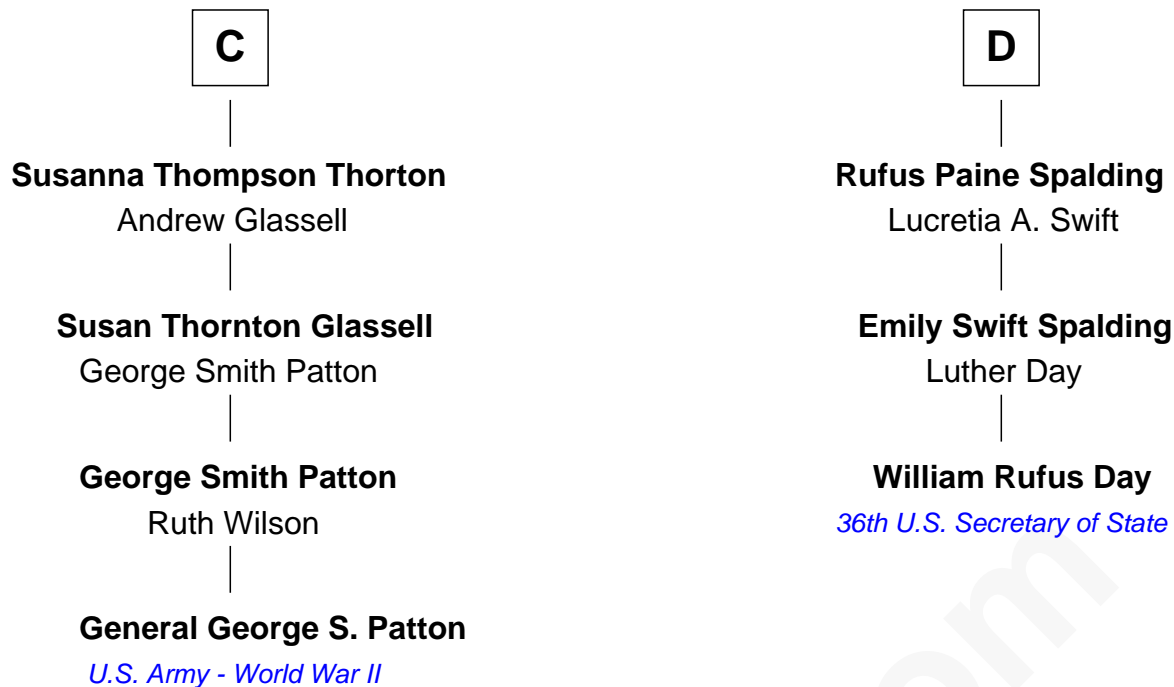 C
Susanna Thompson Thorton
Andrew Glassell
Susan Thornton Glassell
George Smith Patton
George Smith Patton
Ruth Wilson
General George S. Patton
U.S. Army - World War II
D
Rufus Paine Spalding
Lucretia A. Swift
Emily Swift Spalding
Luther Day
William Rufus Day
36th U.S. Secretary of State
om